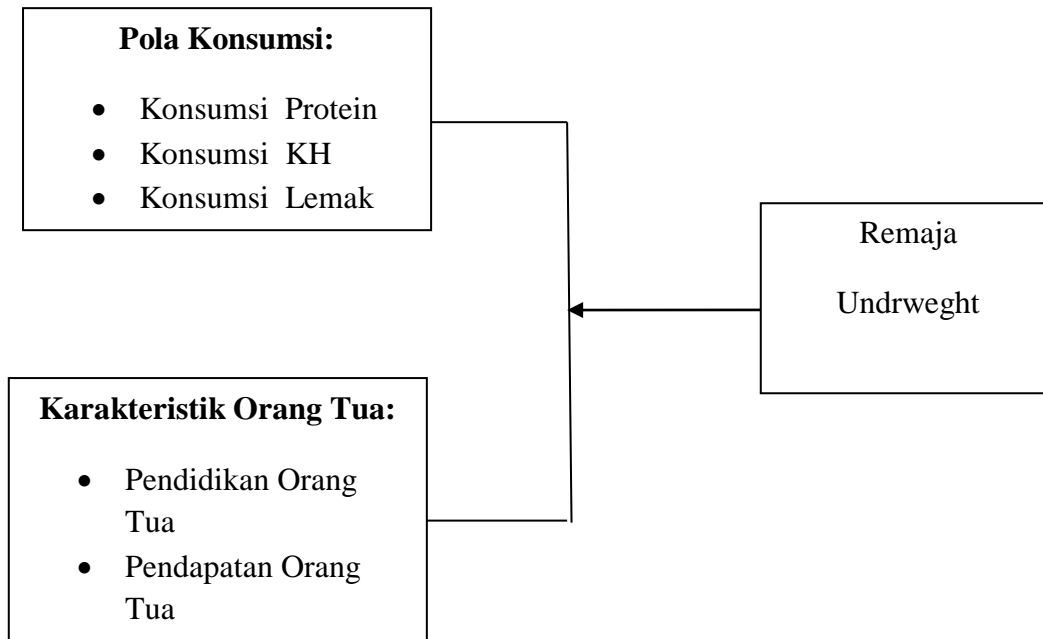 Pola Konsumsi:
• Konsumsi Protein
• Konsumsi KH
• Konsumsi Lemak
Remaja
Undrweght
Karakteristik Orang Tua:
• Pendidikan Orang
Tua
• Pendapatan Orang
Tua